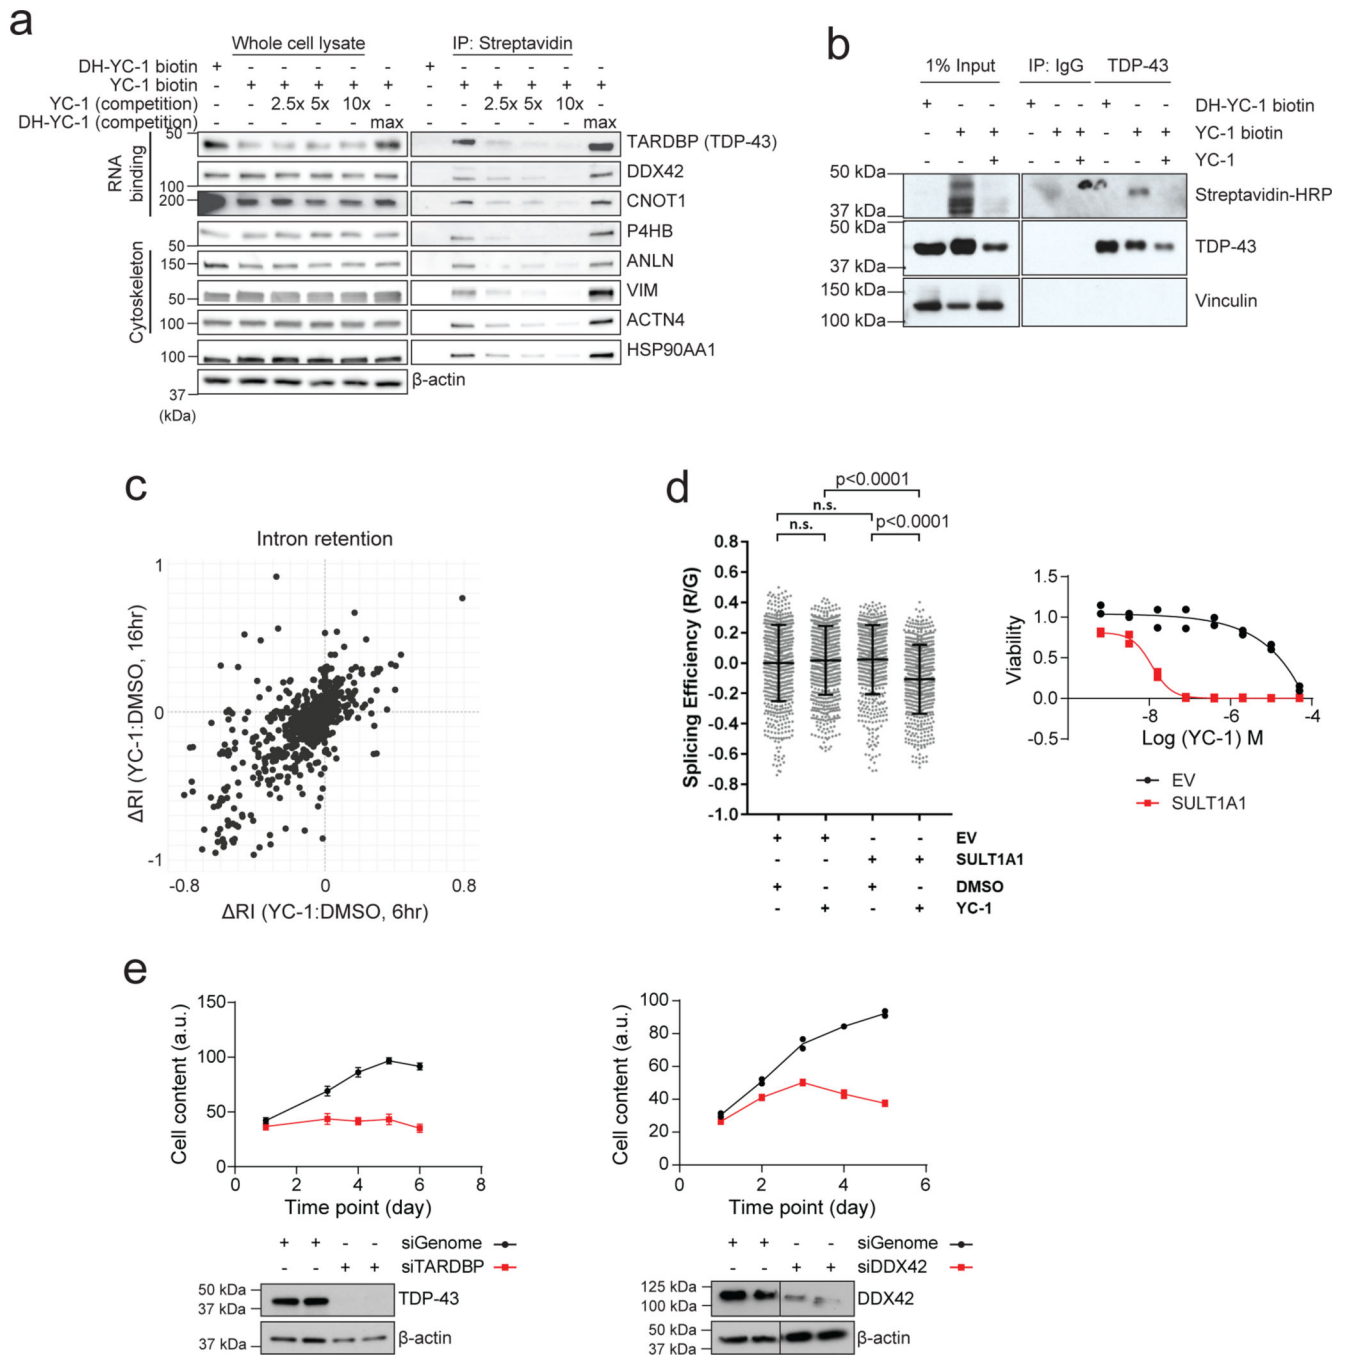 a
Whole cell lysate IP: Streptavidin
DH-YC-1 biotin + - - - - - + - - - - -
YC-1 biotin - + + + + + - + + + + +
YC-1 (competition) - - 2.5x 5x 10x - - - 2.5x 5x 10x -
DH-YC-1 (competition) - - - - - max - - - - - max
RNA binding
50 TARDBP (TDP-43)
100 DDX42
200 CNOT1
50 P4HB
Cytoskeleton
150 ANLN
50 VIM
100 ACTN4
100 HSP90AA1
37 β-actin
(kDa)
b
1% Input IP: IgG TDP-43
+ - - + - - + - - DH-YC-1 biotin
- + + - + + - + + YC-1 biotin
- - + - - + - - + YC-1
50 kDa
37 kDa Streptavidin-HRP
50 kDa
37 kDa TDP-43
150 kDa
100 kDa Vinculin
c
Intron retention
ΔRI (YC-1:DMSO, 16hr)
1
0
-1
-0.8 0 0.8
ΔRI (YC-1:DMSO, 6hr)
d
p<0.0001
n.s.
n.s. p<0.0001
Splicing Efficiency (R/G)
0.8
0.6
0.4
0.2
0.0
-0.2
-0.4
-0.6
-0.8
-1.0
+ + - - EV
- - + + SULT1A1
+ - + - DMSO
- + - + YC-1
Viability
1.5
1.0
0.5
0.0
-0.5
-8 -6 -4
Log (YC-1) M
EV
SULT1A1
e
Cell content (a.u.)
150
100
50
0
0 2 4 6 8
Time point (day)
+ + - - siGenome
- - + + siTARDBP
50 kDa
37 kDa TDP-43
37 kDa β-actin
Cell content (a.u.)
100
80
60
40
20
0
0 2 4 6
Time point (day)
+ + - - siGenome
- - + + siDDX42
125 kDa
100 kDa DDX42
50 kDa
37 kDa β-actin